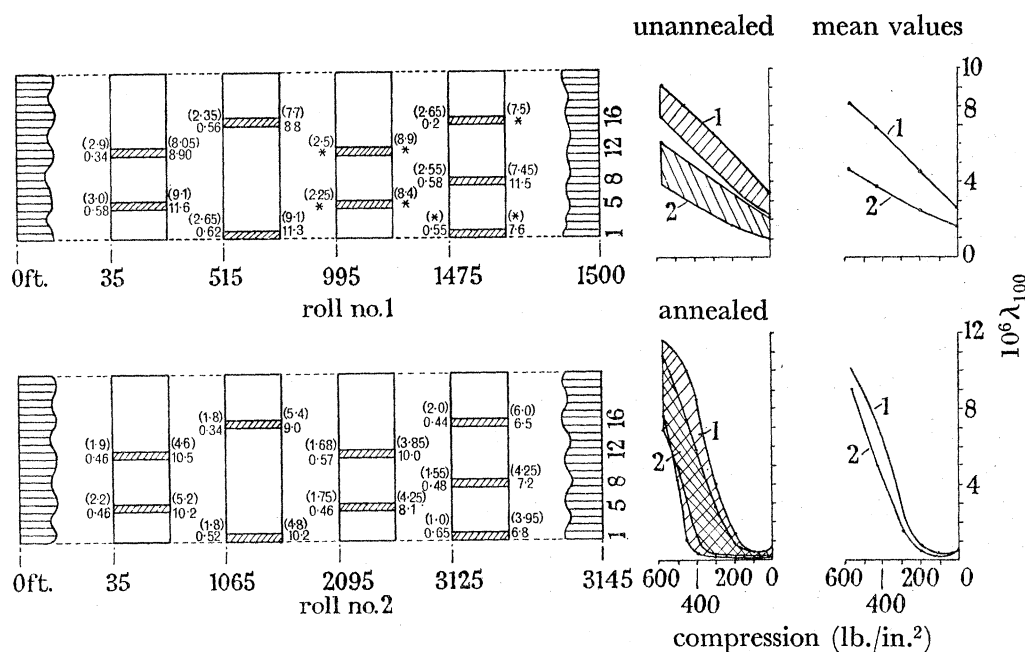 unannealed mean values
(2·35) 0·56 (7·7) 8·8
(2·65) 0·2 (7·5) *
(2·9) 0·34 (8·05) 8·90
(2·5) * (8·9) *
(2·55) 0·58 (7·45) 11·5
(3·0) 0·58 (9·1) 11·6
(2·25) * (8·4) *
(2·65) 0·62 (9·1) 11·3
(*) 0·55 (*) 7·6
16
12
8
5
1
0ft. 35 515 995 1475 1500
roll no.1
1
2
1
2
10
8
4
0
10⁶λ₁₀₀
annealed
(1·8) 0·34 (5·4) 9·0
(2·0) 0·44 (6·0) 6·5
(1·9) 0·46 (4·6) 10·5
(1·68) 0·57 (3·85) 10·0
(1·55) 0·48 (4·25) 7·2
(2·2) 0·46 (5·2) 10·2
(1·75) 0·46 (4·25) 8·1
(1·8) 0·52 (4·8) 10·2
(1·0) 0·65 (3·95) 6·8
16
12
8
5
1
0ft. 35 1065 2095 3125 3145
roll no.2
1
2
1
2
12
8
4
600 200 0
400
600 200 0
400
compression (lb./in.²)